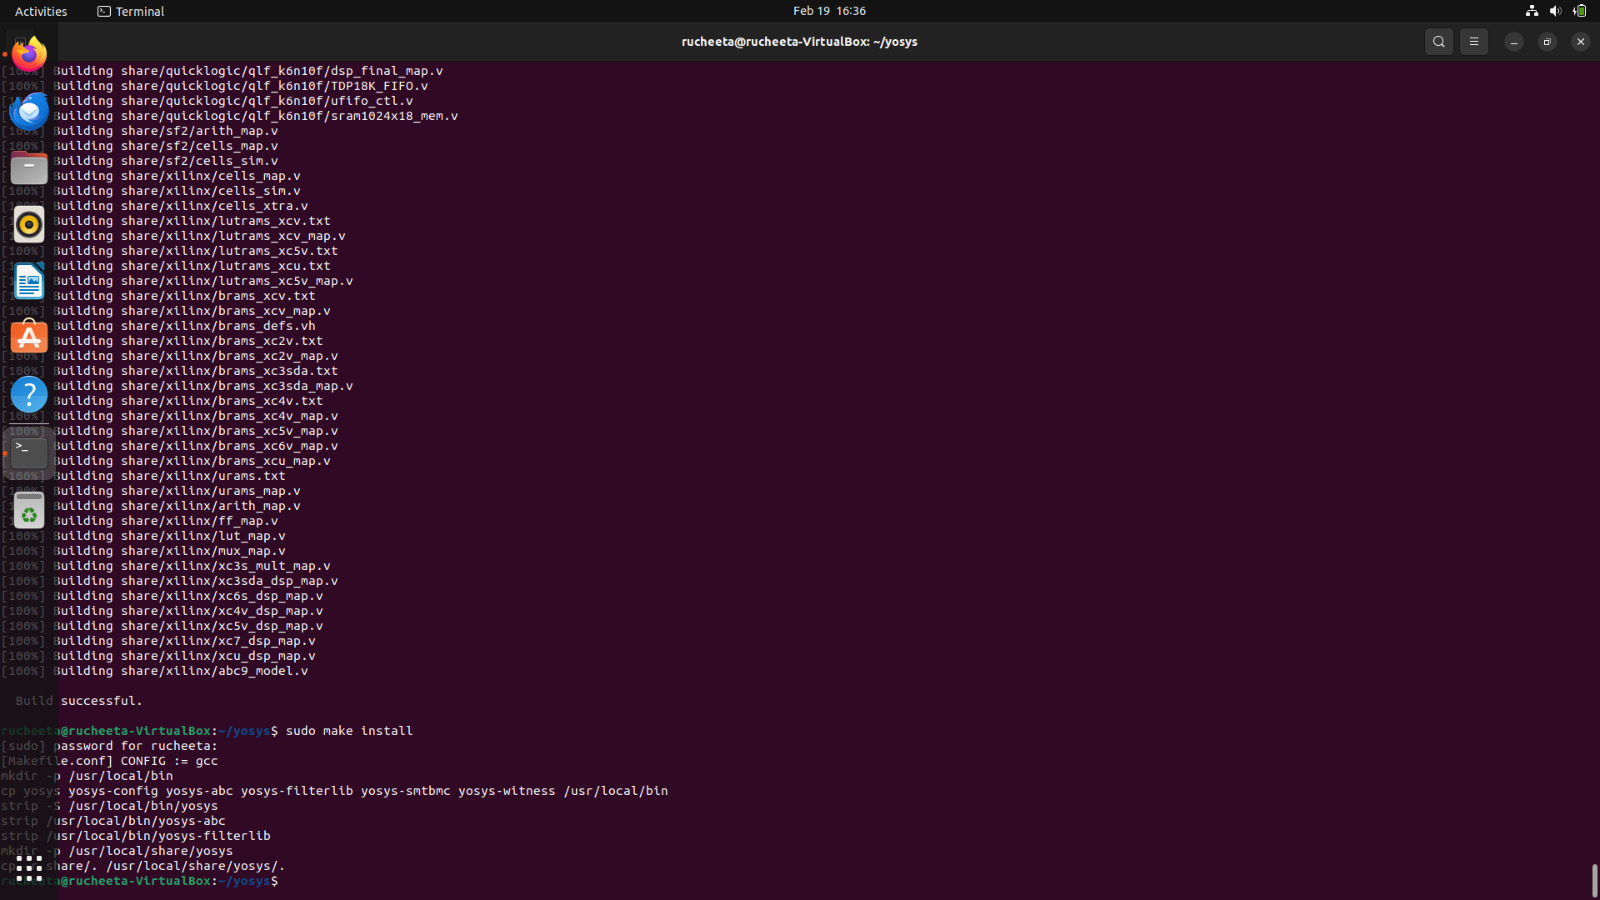 Activities
Terminal
Feb 19 16:36
rucheeta@rucheeta-VirtualBox: ~/yosys
[100%] Building share/quicklogic/qlf_k6n10f/dsp_final_map.v
[100%] Building share/quicklogic/qlf_k6n10f/TDP18K_FIFO.v
[100%] Building share/quicklogic/qlf_k6n10f/ufifo_ctl.v
[100%] Building share/quicklogic/qlf_k6n10f/sram1024x18_mem.v
[100%] Building share/sf2/arith_map.v
[100%] Building share/sf2/cells_map.v
[100%] Building share/sf2/cells_sim.v
[100%] Building share/xilinx/cells_map.v
[100%] Building share/xilinx/cells_sim.v
[100%] Building share/xilinx/cells_xtra.v
[100%] Building share/xilinx/lutrams_xcv.txt
[100%] Building share/xilinx/lutrams_xcv_map.v
[100%] Building share/xilinx/lutrams_xc5v.txt
[100%] Building share/xilinx/lutrams_xcu.txt
[100%] Building share/xilinx/lutrams_xc5v_map.v
[100%] Building share/xilinx/brams_xcv.txt
[100%] Building share/xilinx/brams_xcv_map.v
[100%] Building share/xilinx/brams_defs.vh
[100%] Building share/xilinx/brams_xc2v.txt
[100%] Building share/xilinx/brams_xc2v_map.v
[100%] Building share/xilinx/brams_xc3sda.txt
[100%] Building share/xilinx/brams_xc3sda_map.v
[100%] Building share/xilinx/brams_xc4v.txt
[100%] Building share/xilinx/brams_xc4v_map.v
[100%] Building share/xilinx/brams_xc5v_map.v
[100%] Building share/xilinx/brams_xc6v_map.v
[100%] Building share/xilinx/brams_xcu_map.v
[100%] Building share/xilinx/urams.txt
[100%] Building share/xilinx/urams_map.v
[100%] Building share/xilinx/arith_map.v
[100%] Building share/xilinx/ff_map.v
[100%] Building share/xilinx/lut_map.v
[100%] Building share/xilinx/mux_map.v
[100%] Building share/xilinx/xc3s_mult_map.v
[100%] Building share/xilinx/xc3sda_dsp_map.v
[100%] Building share/xilinx/xc6s_dsp_map.v
[100%] Building share/xilinx/xc4v_dsp_map.v
[100%] Building share/xilinx/xc5v_dsp_map.v
[100%] Building share/xilinx/xc7_dsp_map.v
[100%] Building share/xilinx/xcu_dsp_map.v
[100%] Building share/xilinx/abc9_model.v
Build successful.
rucheeta@rucheeta-VirtualBox:~/yosys$ sudo make install
[sudo] password for rucheeta:
[Makefile.conf] CONFIG := gcc
mkdir -p /usr/local/bin
cp yosys yosys-config yosys-abc yosys-filterlib yosys-smtbmc yosys-witness /usr/local/bin
strip -S /usr/local/bin/yosys
strip /usr/local/bin/yosys-abc
strip /usr/local/bin/yosys-filterlib
mkdir -p /usr/local/share/yosys
cp share/. /usr/local/share/yosys/.
rucheeta@rucheeta-VirtualBox:~/yosys$